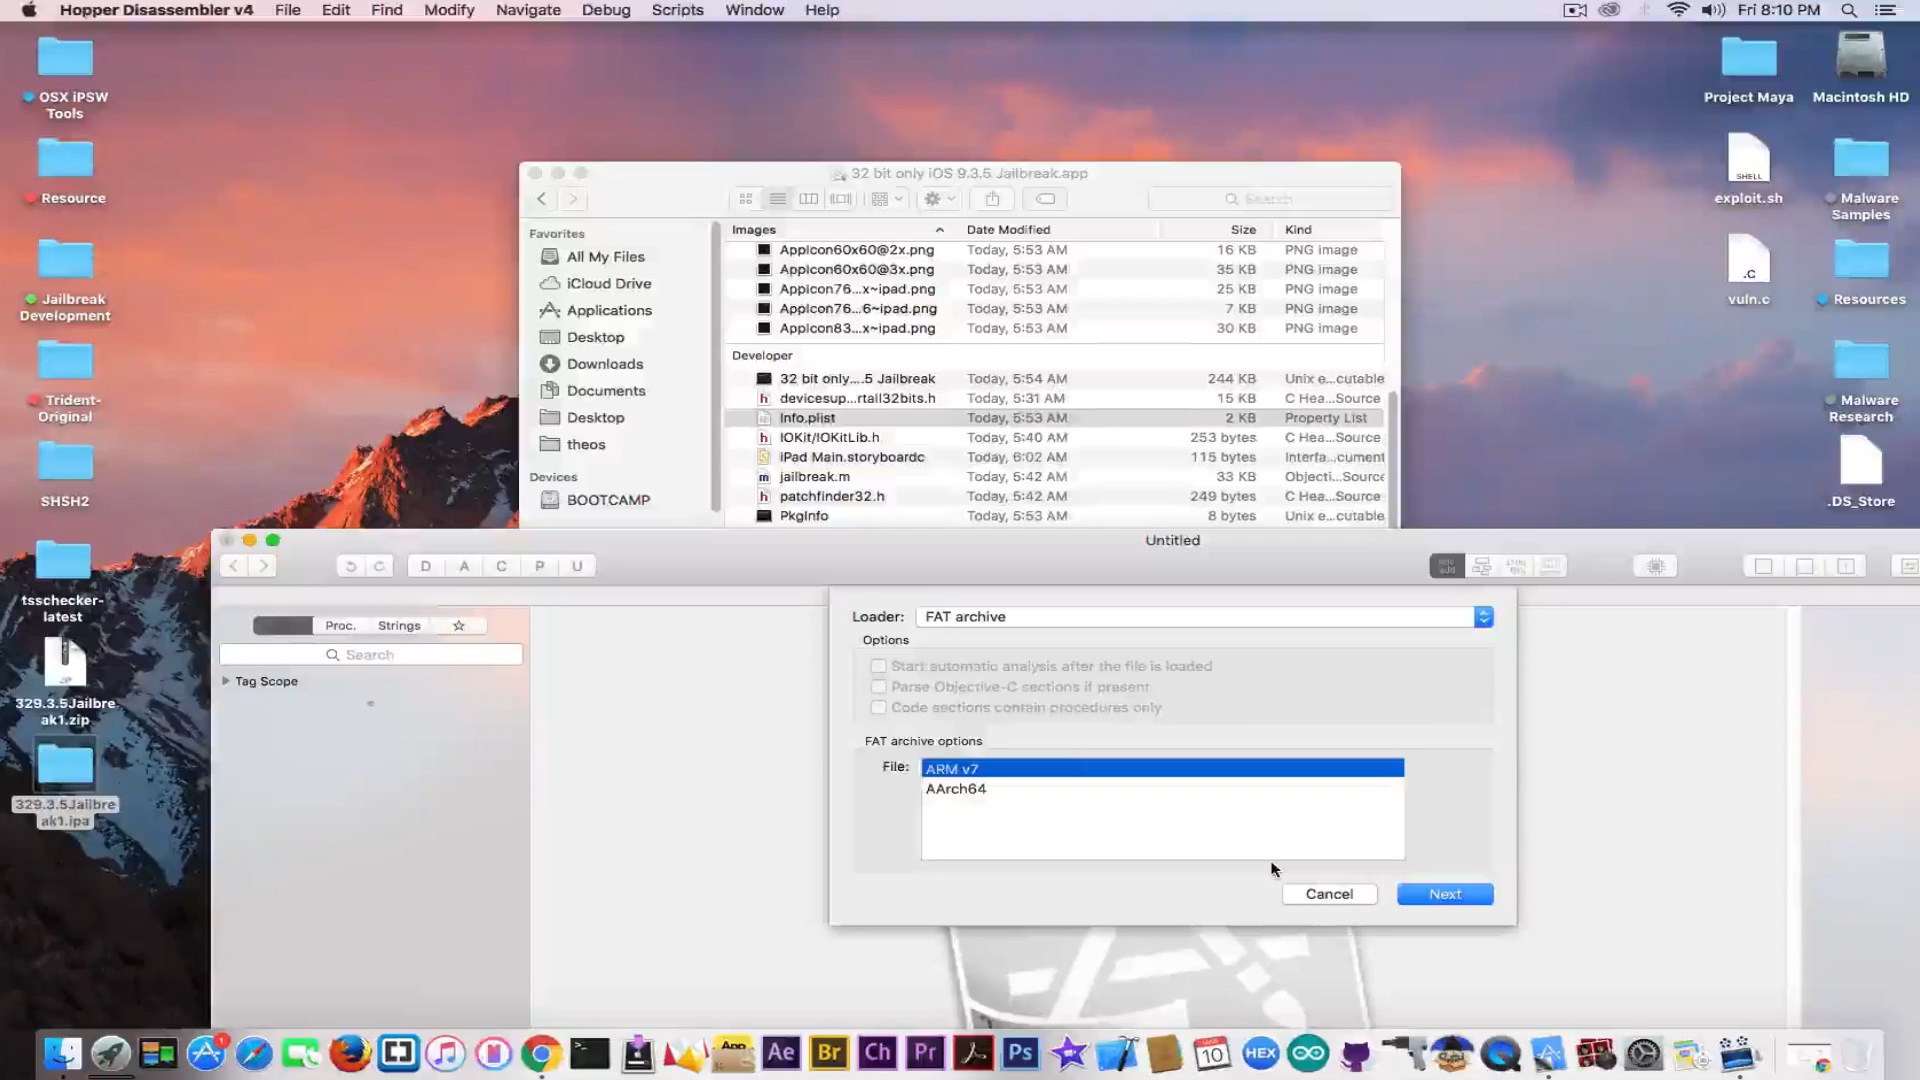 Hopper Disassembler v4 File Edit Find Modify Navigate Debug Scripts Window Help
Fri 8:10 PM
OSX iPSW
Tools
Resource
Jailbreak
Development
Trident-
Original
SHSH2
tsschecker-
latest
ZIP
329.3.5Jailbre
ak1.zip
329.3.5Jailbre
ak1.ipa
Project Maya
Macintosh HD
SHELL
exploit.sh
Malware
Samples
.C
vuln.c
Resources
Malware
Research
.DS_Store
32 bit only iOS 9.3.5 Jailbreak.app
Search
Favorites
All My Files
iCloud Drive
Applications
Desktop
Downloads
Documents
Desktop
theos
Devices
BOOTCAMP
Images Date Modified Size Kind
AppIcon60x60@2x.png Today, 5:53 AM 16 KB PNG image
AppIcon60x60@3x.png Today, 5:53 AM 35 KB PNG image
AppIcon76...x~ipad.png Today, 5:53 AM 25 KB PNG image
AppIcon76...6~ipad.png Today, 5:53 AM 7 KB PNG image
AppIcon83...x~ipad.png Today, 5:53 AM 30 KB PNG image
Developer
32 bit only....5 Jailbreak Today, 5:54 AM 244 KB Unix e...cutable
devicesup...rtall32bits.h Today, 5:31 AM 15 KB C Hea...Source
Info.plist Today, 5:53 AM 2 KB Property List
IOKit/IOKitLib.h Today, 5:40 AM 253 bytes C Hea...Source
iPad Main.storyboardc Today, 6:02 AM 115 bytes Interfa...cument
jailbreak.m Today, 5:42 AM 33 KB Objecti...Source
patchfinder32.h Today, 5:42 AM 249 bytes C Hea...Source
PkgInfo Today, 5:53 AM 8 bytes Unix e...cutable
Untitled
D A C P U
Proc. Strings
Search
Tag Scope
Loader: FAT archive
Options
Start automatic analysis after the file is loaded
Parse Objective-C sections if present
Code sections contain procedures only
FAT archive options
File: ARM v7
AArch64
Cancel Next
1 Ae Br Ch Pr Ps 10 HEX